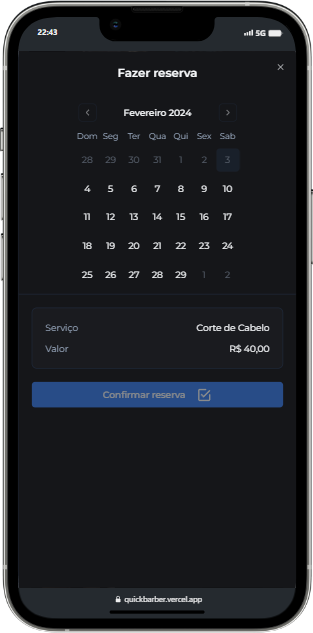 22:43 5G
Fazer reserva ×
Fevereiro 2024
Dom Seg Ter Qua Qui Sex Sab
28 29 30 31 1 2 3
4 5 6 7 8 9 10
11 12 13 14 15 16 17
18 19 20 21 22 23 24
25 26 27 28 29 1 2
Serviço Corte de Cabelo
Valor R$ 40,00
Confirmar reserva
quickbarber.vercel.app